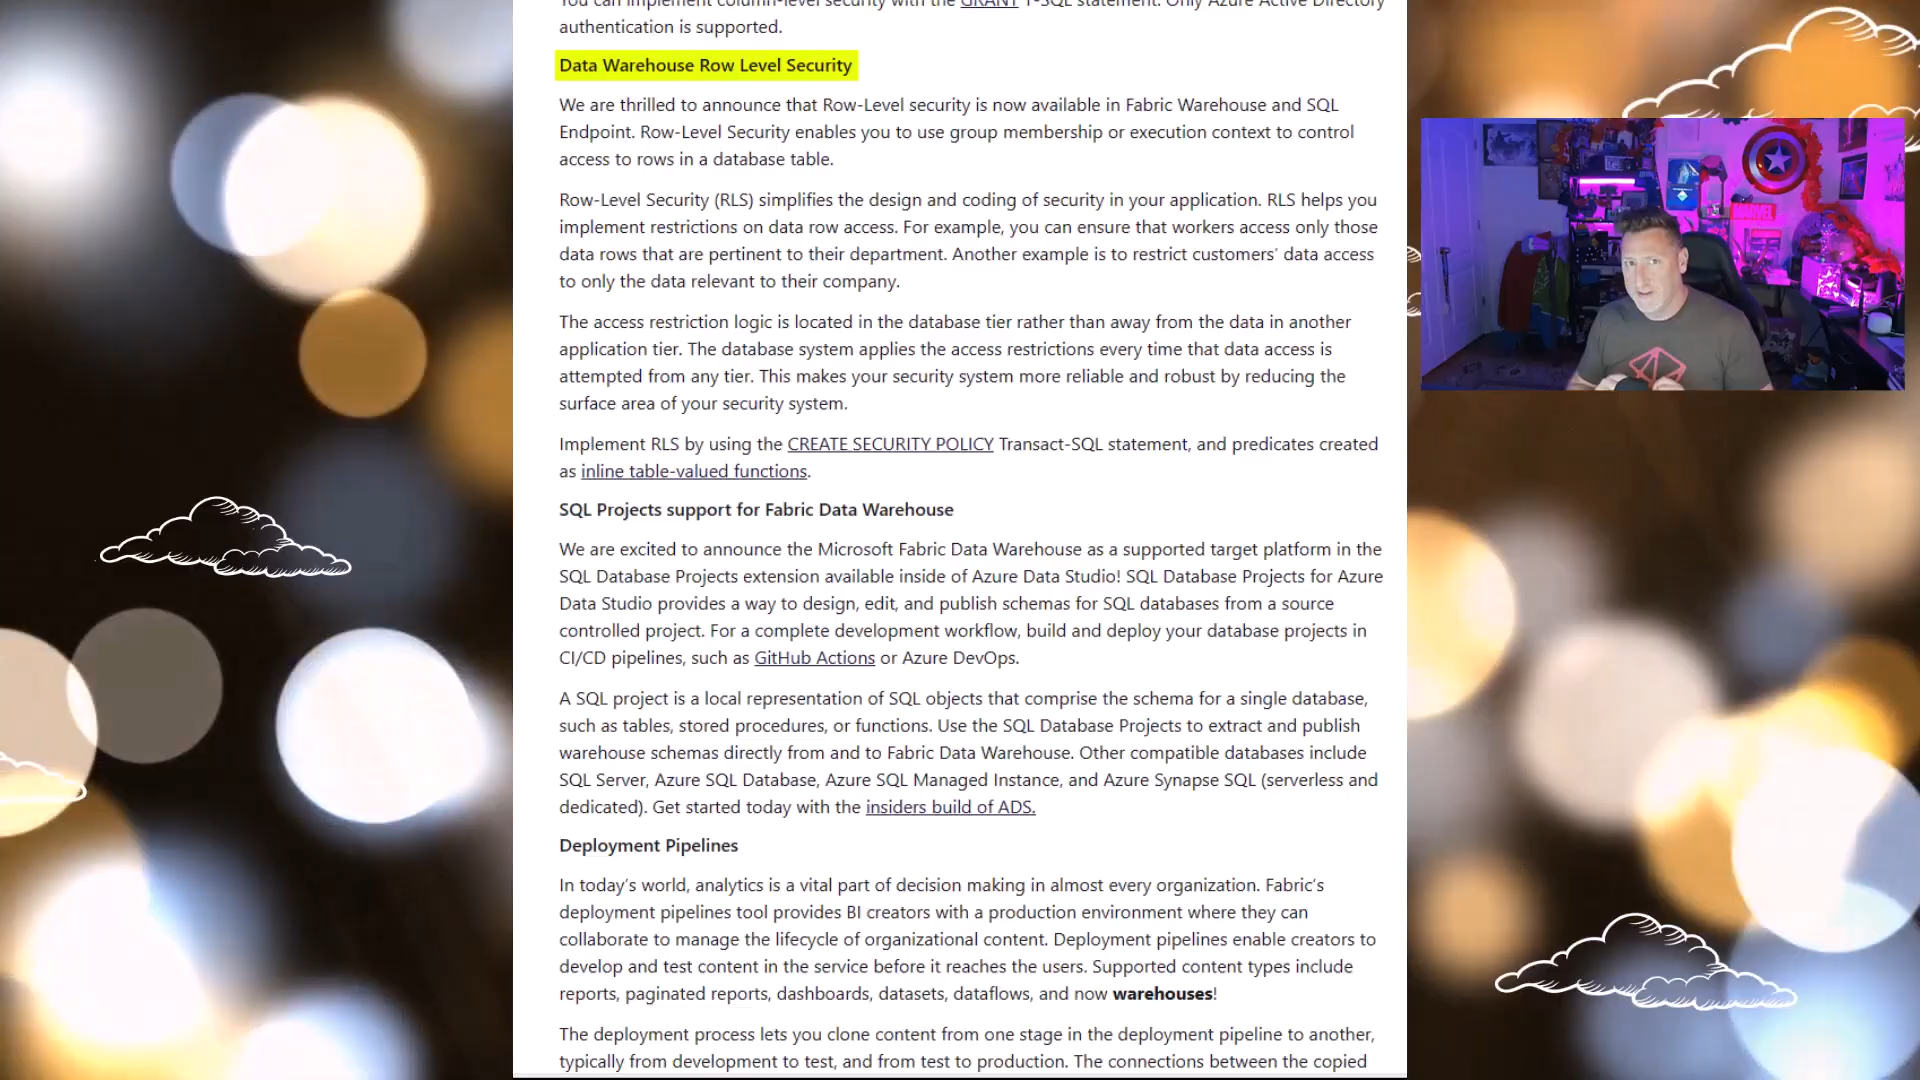 You can implement column-level security with the GRANT T-SQL statement. Only Azure Active Directory
authentication is supported.
Data Warehouse Row Level Security
We are thrilled to announce that Row-Level security is now available in Fabric Warehouse and SQL
Endpoint. Row-Level Security enables you to use group membership or execution context to control
access to rows in a database table.
Row-Level Security (RLS) simplifies the design and coding of security in your application. RLS helps you
implement restrictions on data row access. For example, you can ensure that workers access only those
data rows that are pertinent to their department. Another example is to restrict customers’ data access
to only the data relevant to their company.
The access restriction logic is located in the database tier rather than away from the data in another
application tier. The database system applies the access restrictions every time that data access is
attempted from any tier. This makes your security system more reliable and robust by reducing the
surface area of your security system.
Implement RLS by using the CREATE SECURITY POLICY Transact-SQL statement, and predicates created
as inline table-valued functions.
SQL Projects support for Fabric Data Warehouse
We are excited to announce the Microsoft Fabric Data Warehouse as a supported target platform in the
SQL Database Projects extension available inside of Azure Data Studio! SQL Database Projects for Azure
Data Studio provides a way to design, edit, and publish schemas for SQL databases from a source
controlled project. For a complete development workflow, build and deploy your database projects in
CI/CD pipelines, such as GitHub Actions or Azure DevOps.
A SQL project is a local representation of SQL objects that comprise the schema for a single database,
such as tables, stored procedures, or functions. Use the SQL Database Projects to extract and publish
warehouse schemas directly from and to Fabric Data Warehouse. Other compatible databases include
SQL Server, Azure SQL Database, Azure SQL Managed Instance, and Azure Synapse SQL (serverless and
dedicated). Get started today with the insiders build of ADS.
Deployment Pipelines
In today’s world, analytics is a vital part of decision making in almost every organization. Fabric’s
deployment pipelines tool provides BI creators with a production environment where they can
collaborate to manage the lifecycle of organizational content. Deployment pipelines enable creators to
develop and test content in the service before it reaches the users. Supported content types include
reports, paginated reports, dashboards, datasets, dataflows, and now warehouses!
The deployment process lets you clone content from one stage in the deployment pipeline to another,
typically from development to test, and from test to production. The connections between the copied
MARVEL